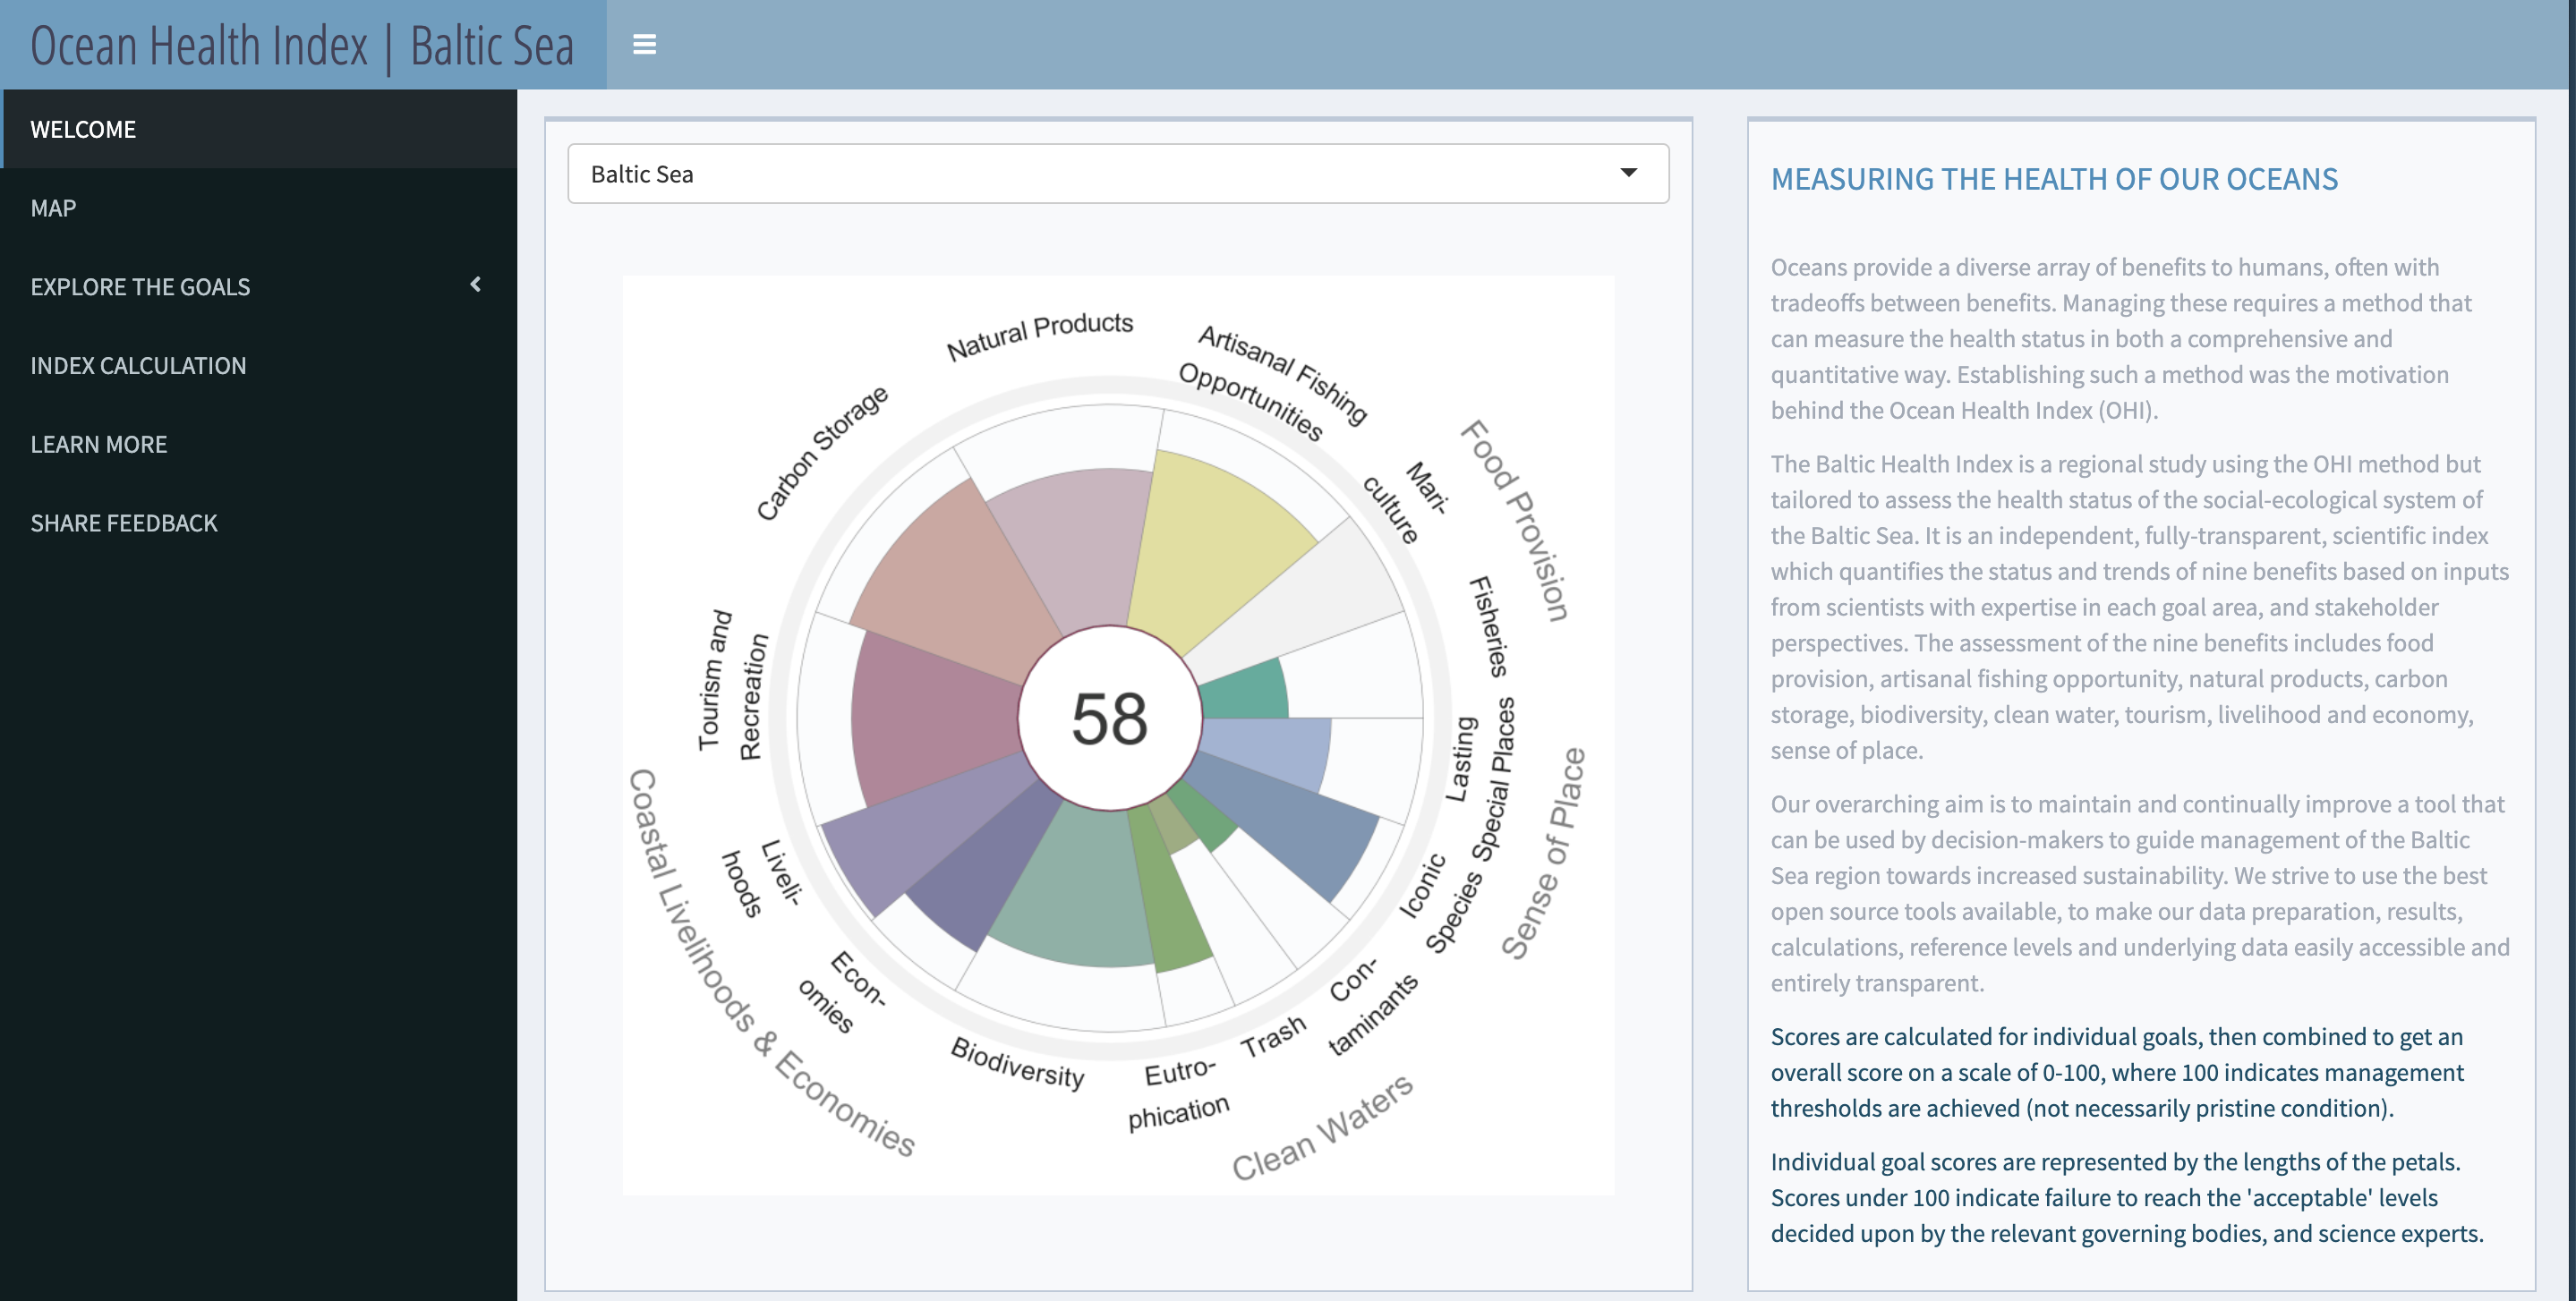 Ocean Health Index | Baltic Sea
WELCOME
MAP
EXPLORE THE GOALS
INDEX CALCULATION
LEARN MORE
SHARE FEEDBACK
Baltic Sea
Natural Products
Artisanal Fishing
Opportunities
Mari-
culture
Food Provision
Fisheries
Lasting
Special Places
Iconic
Species
Sense of Place
Con-
taminants
Trash
Eutro-
phication
Clean Waters
Biodiversity
Econ-
omies
Liveli-
hoods
Coastal Livelihoods & Economies
Tourism and
Recreation
Carbon Storage
58
MEASURING THE HEALTH OF OUR OCEANS
Oceans provide a diverse array of benefits to humans, often with
tradeoffs between benefits. Managing these requires a method that
can measure the health status in both a comprehensive and
quantitative way. Establishing such a method was the motivation
behind the Ocean Health Index (OHI).
The Baltic Health Index is a regional study using the OHI method but
tailored to assess the health status of the social-ecological system of
the Baltic Sea. It is an independent, fully-transparent, scientific index
which quantifies the status and trends of nine benefits based on inputs
from scientists with expertise in each goal area, and stakeholder
perspectives. The assessment of the nine benefits includes food
provision, artisanal fishing opportunity, natural products, carbon
storage, biodiversity, clean water, tourism, livelihood and economy,
sense of place.
Our overarching aim is to maintain and continually improve a tool that
can be used by decision-makers to guide management of the Baltic
Sea region towards increased sustainability. We strive to use the best
open source tools available, to make our data preparation, results,
calculations, reference levels and underlying data easily accessible and
entirely transparent.
Scores are calculated for individual goals, then combined to get an
overall score on a scale of 0-100, where 100 indicates management
thresholds are achieved (not necessarily pristine condition).
Individual goal scores are represented by the lengths of the petals.
Scores under 100 indicate failure to reach the 'acceptable' levels
decided upon by the relevant governing bodies, and science experts.